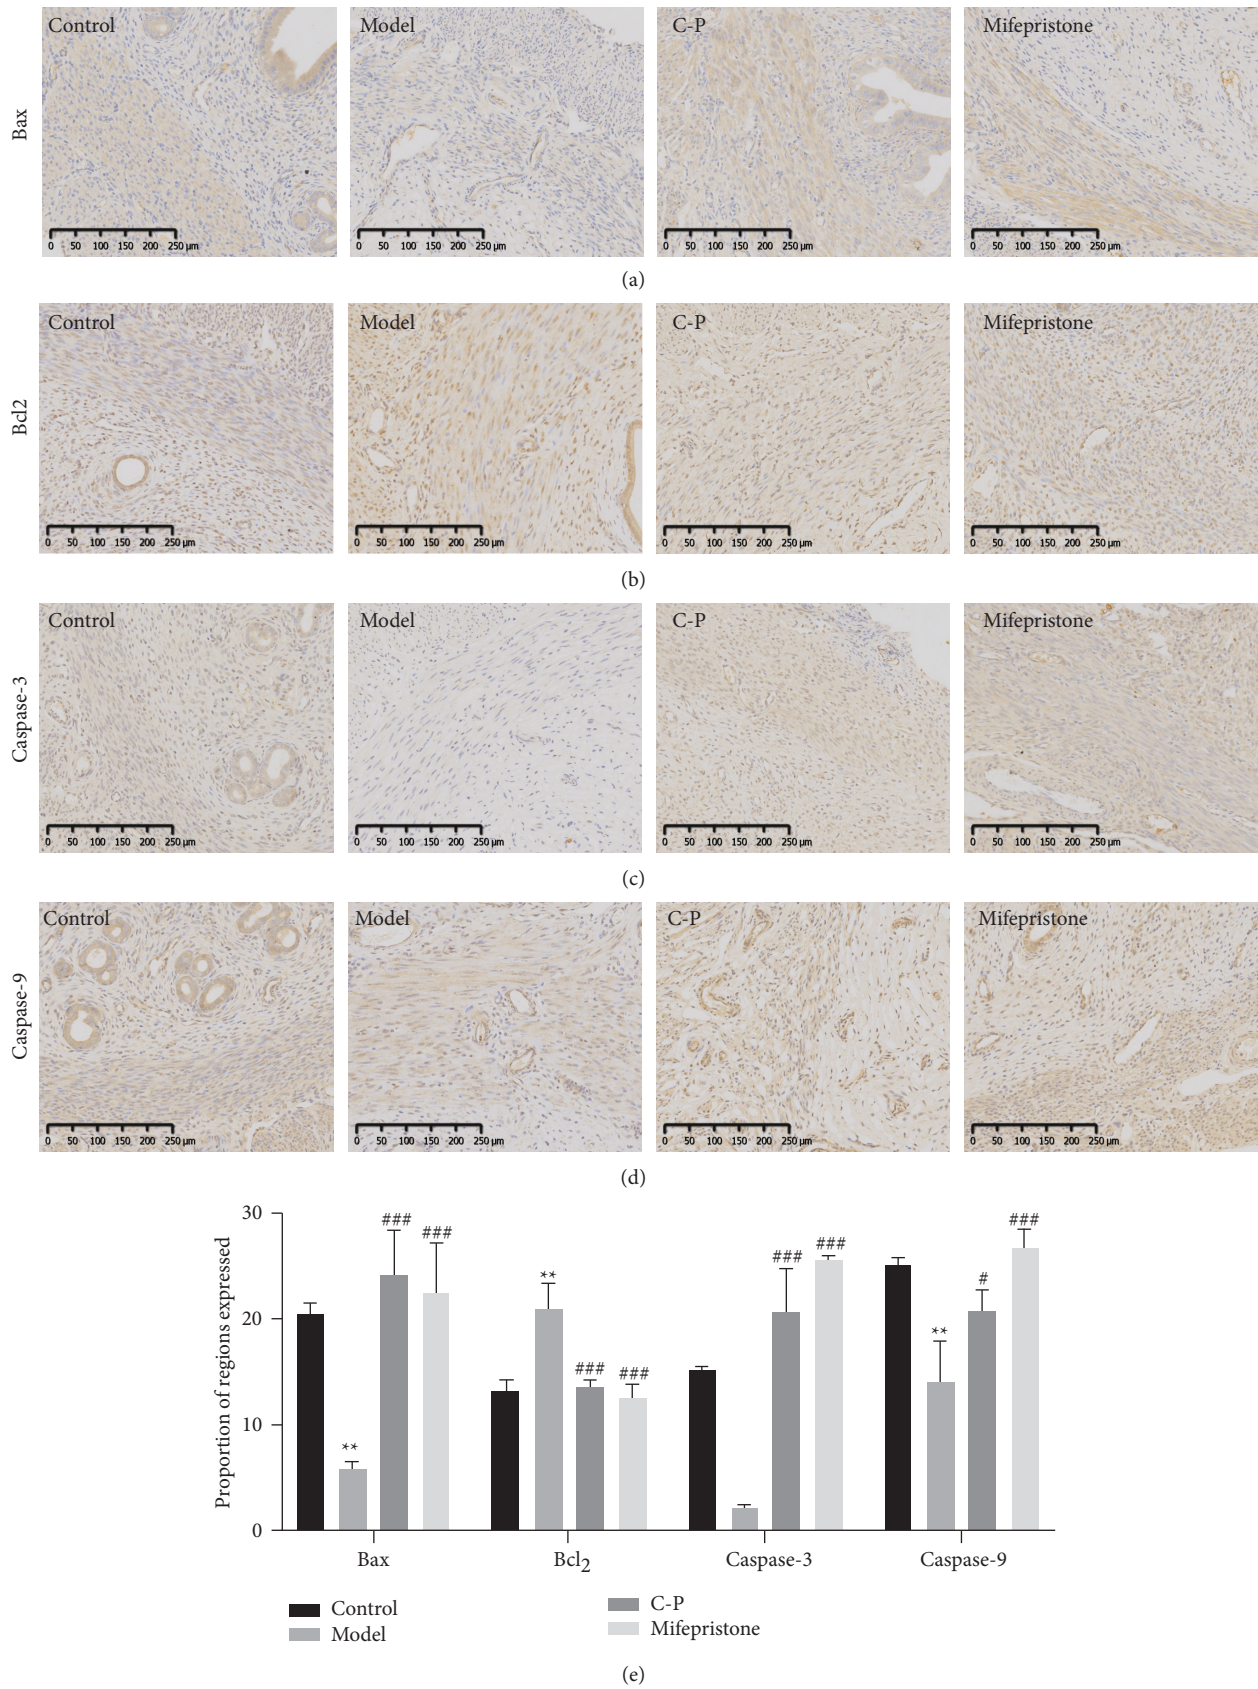 Control Model C-P Mifepristone
Bax
0 50 100 150 200 250 µm 0 50 100 150 200 250 µm 0 50 100 150 200 250 µm 0 50 100 150 200 250 µm
(a)
Control Model C-P Mifepristone
Bcl2
0 50 100 150 200 250 µm 0 50 100 150 200 250 µm 0 50 100 150 200 250 µm 0 50 100 150 200 250 µm
(b)
Control Model C-P Mifepristone
Caspase-3
0 50 100 150 200 250 µm 0 50 100 150 200 250 µm 0 50 100 150 200 250 µm 0 50 100 150 200 250 µm
(c)
Control Model C-P Mifepristone
Caspase-9
0 50 100 150 200 250 µm 0 50 100 150 200 250 µm 0 50 100 150 200 250 µm 0 50 100 150 200 250 µm
(d)
Proportion of regions expressed
30
20
10
0
** ### ###
** ### ###
### ###
** # ###
Bax Bcl2 Caspase-3 Caspase-9
Control C-P
Model Mifepristone
(e)